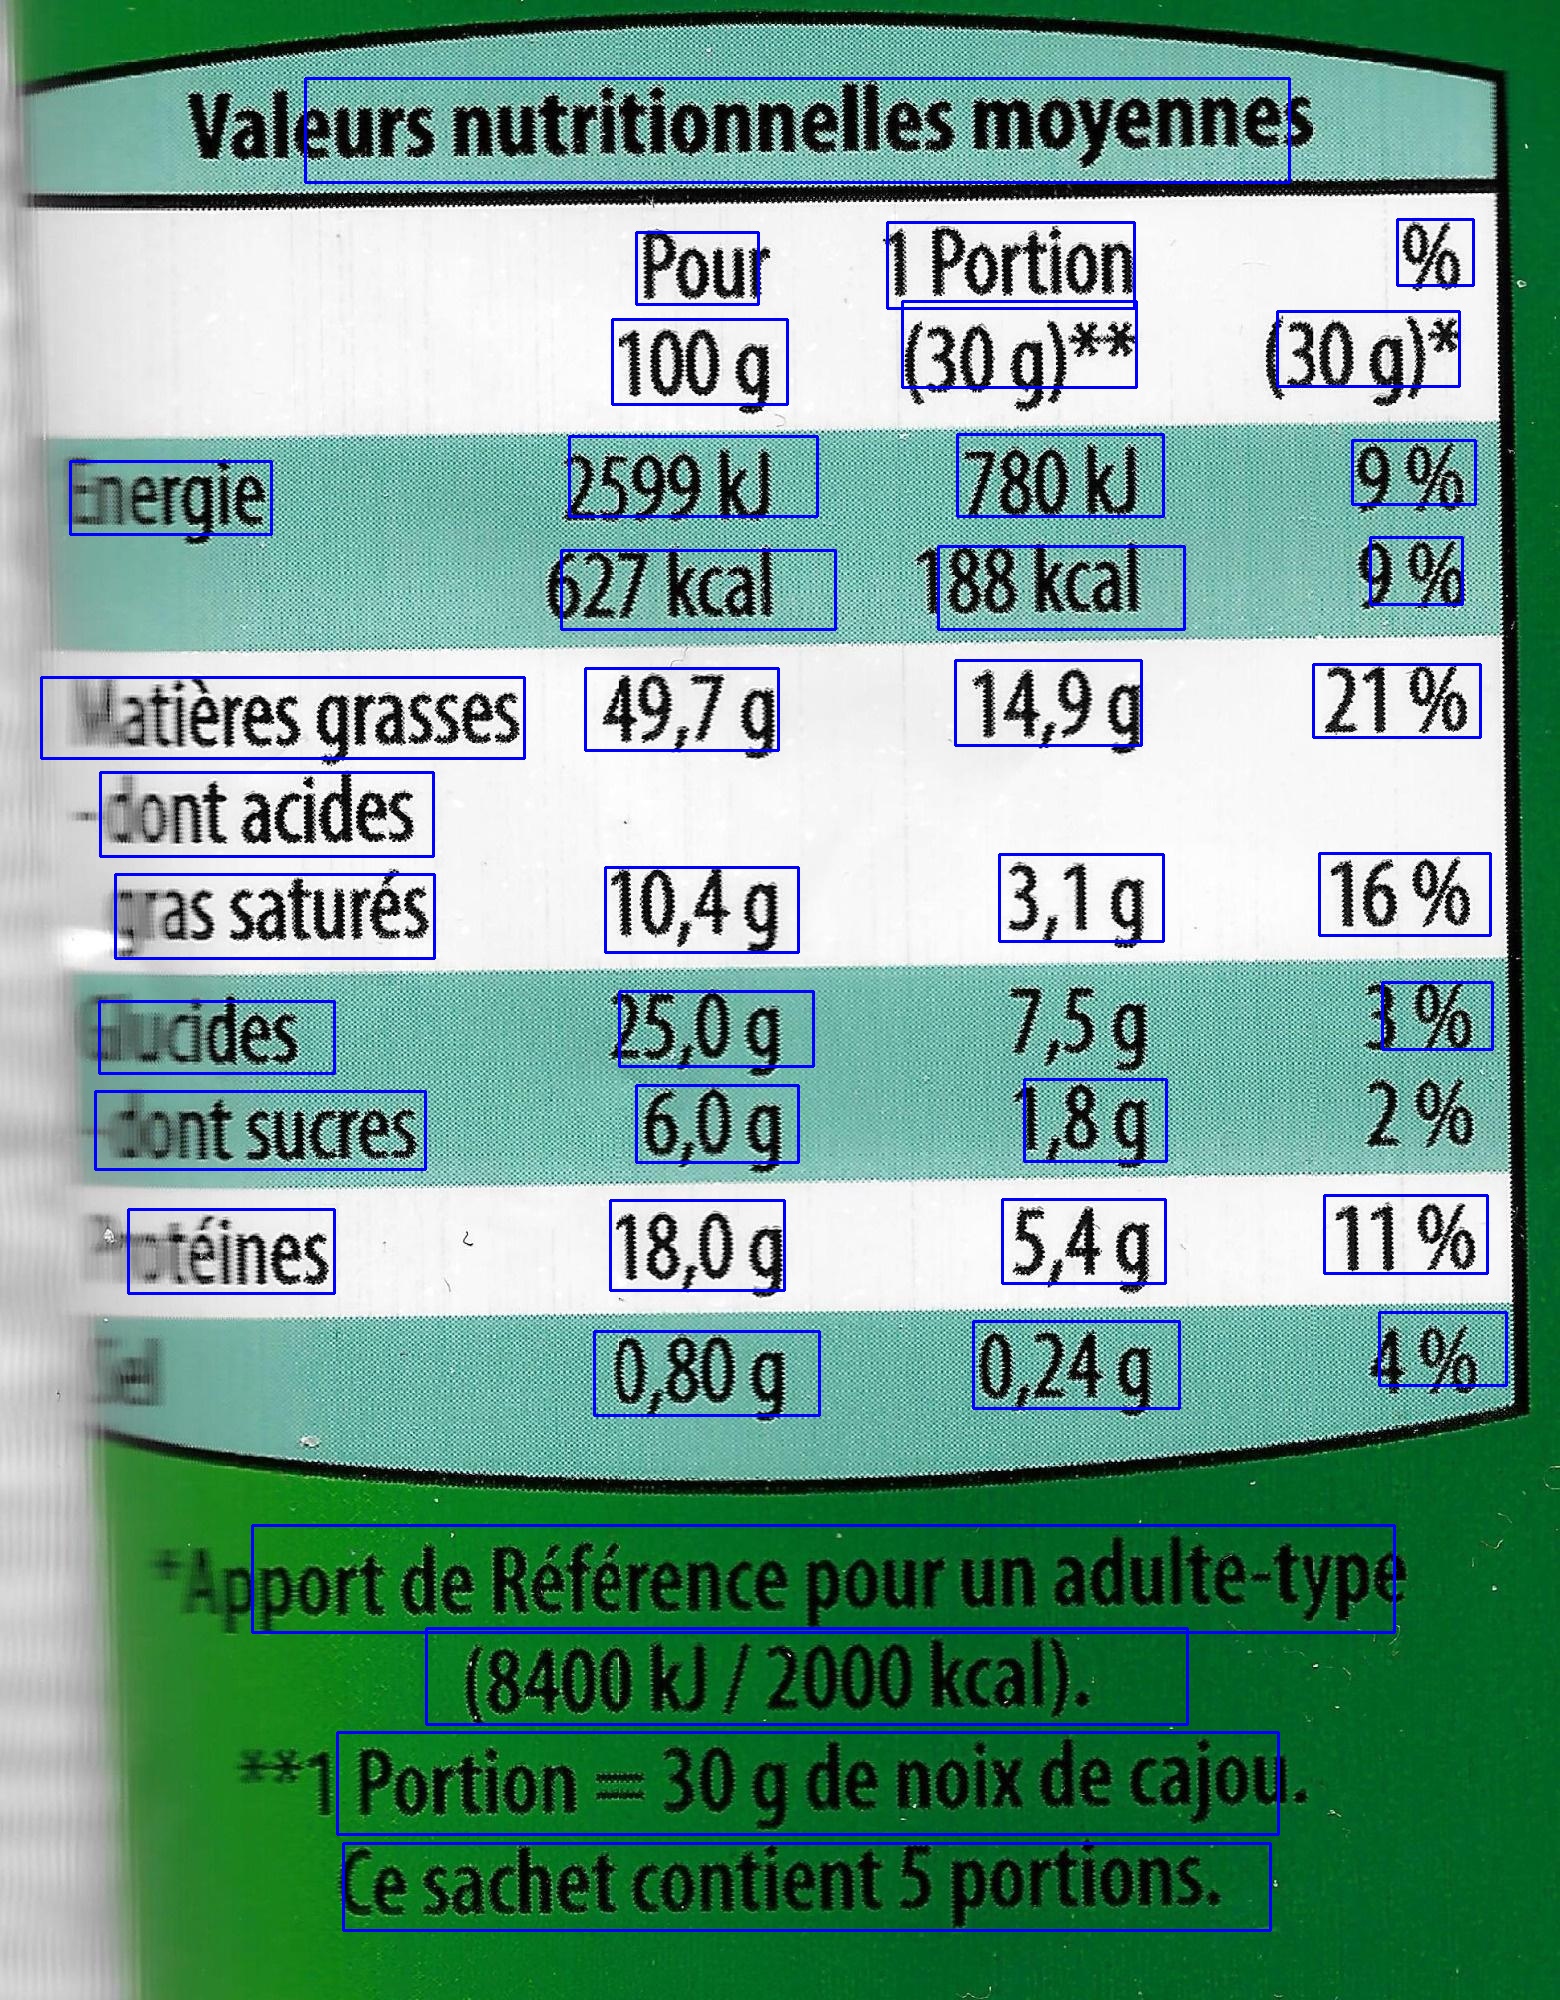 Valeurs nutritionnelles moyennes
Pour 1 Portion %
100 g (30 g)** (30 g)*
Energie 2599 kJ 780 kJ 9 %
627 kcal 188 kcal 9 %
Matières grasses 49,7 g 14,9 g 21 %
-dont acides
gras saturés 10,4 g 3,1 g 16 %
Glucides 25,0 g 7,5 g 3 %
-dont sucres 6,0 g 1,8 g 2 %
Protéines 18,0 g 5,4 g 11 %
Sel 0,80 g 0,24 g 4 %
*Apport de Référence pour un adulte-type
(8400 kJ / 2000 kcal).
**1 Portion = 30 g de noix de cajou.
Ce sachet contient 5 portions.